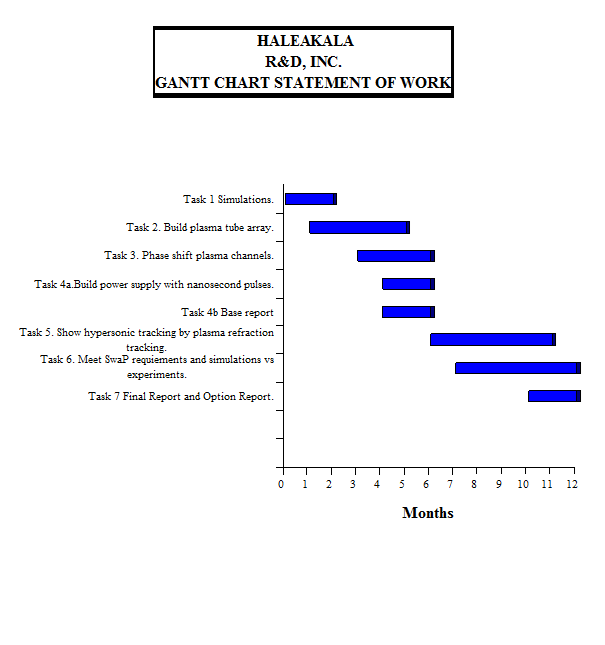 HALEAKALA
R&D, INC.
GANTT CHART STATEMENT OF WORK
Task 1 Simulations.
Task 2. Build plasma tube array.
Task 3. Phase shift plasma channels.
Task 4a.Build power supply with nanosecond pulses.
Task 4b Base report
Task 5. Show hypersonic tracking by plasma refraction
tracking.
Task 6. Meet SwaP requiements and simulations vs
experiments.
Task 7 Final Report and Option Report.
0 1 2 3 4 5 6 7 8 9 10 11 12
Months